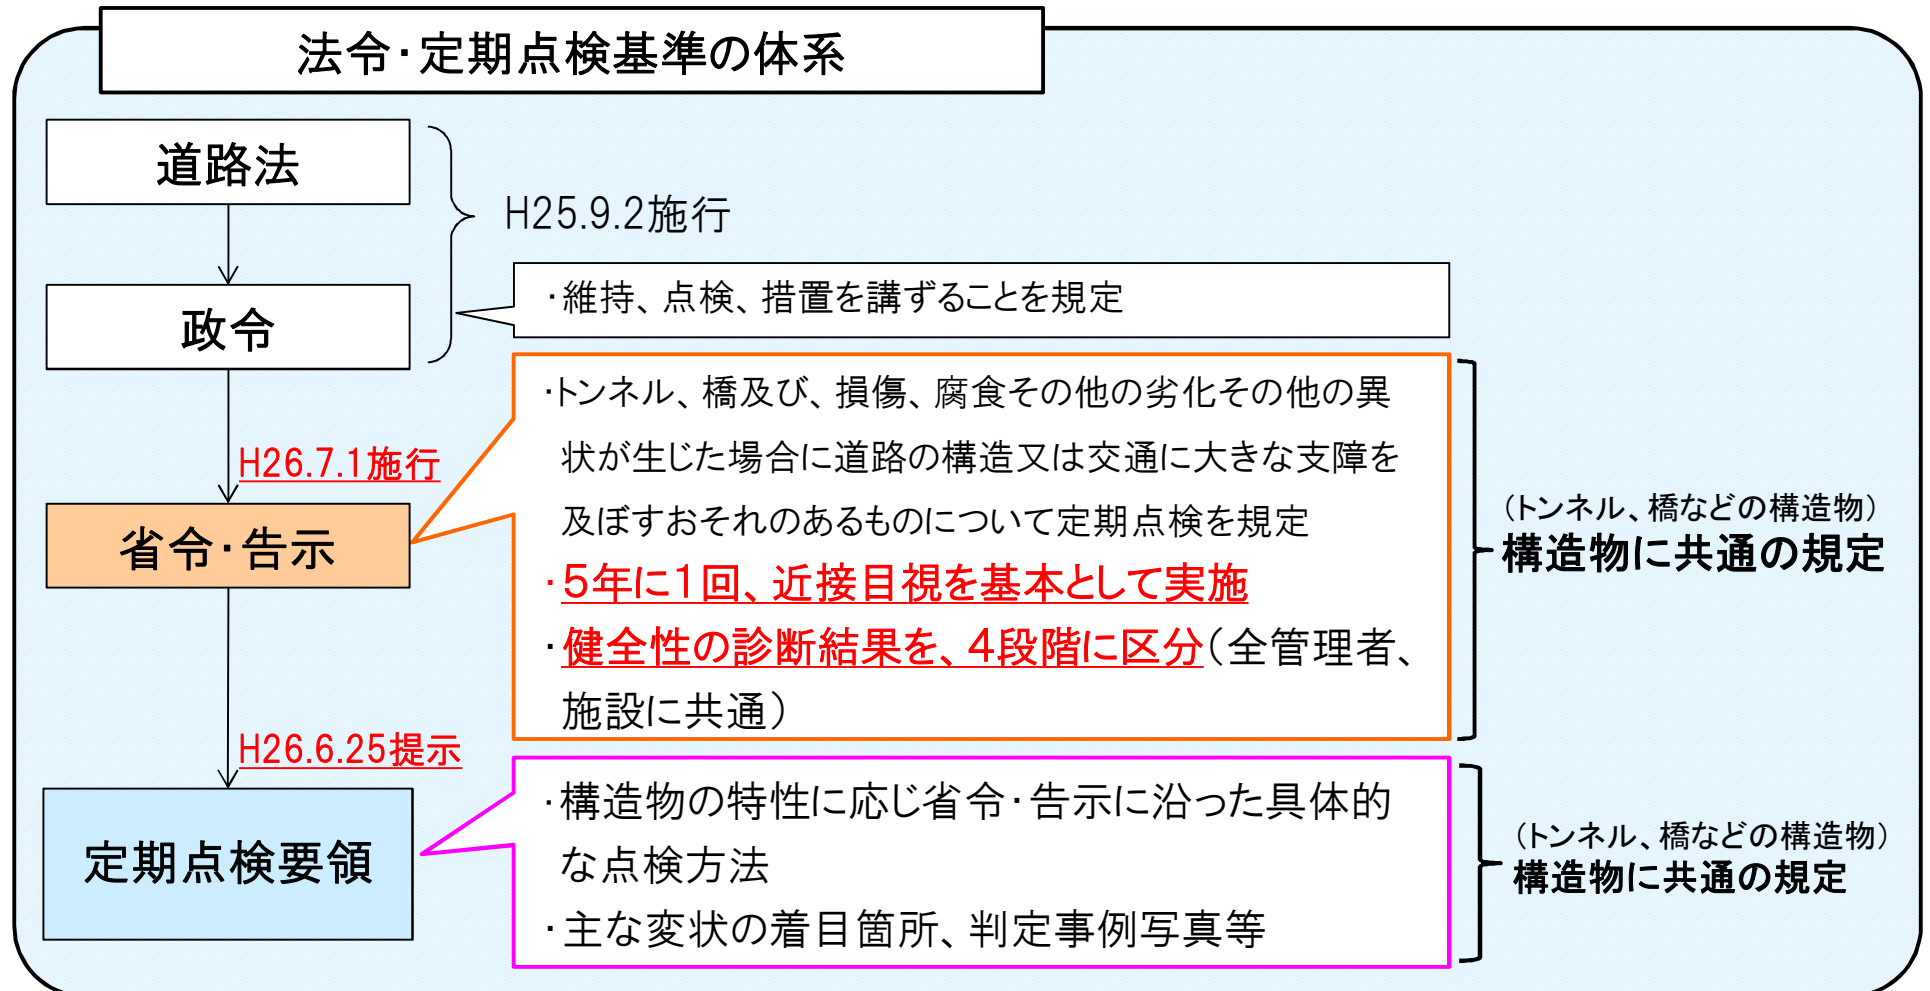 法令・定期点検基準の体系
道路法
H25.9.2施行
政令
・維持、点検、措置を講ずることを規定
H26.7.1施行
省令・告示
・トンネル、橋及び、損傷、腐食その他の劣化その他の異
状が生じた場合に道路の構造又は交通に大きな支障を
及ぼすおそれのあるものについて定期点検を規定
・5年に1回、近接目視を基本として実施
・健全性の診断結果を、4段階に区分（全管理者、
施設に共通）
（トンネル、橋などの構造物）
構造物に共通の規定
H26.6.25提示
定期点検要領
・構造物の特性に応じ省令・告示に沿った具体的
な点検方法
・主な変状の着目箇所、判定事例写真等
（トンネル、橋などの構造物）
構造物に共通の規定